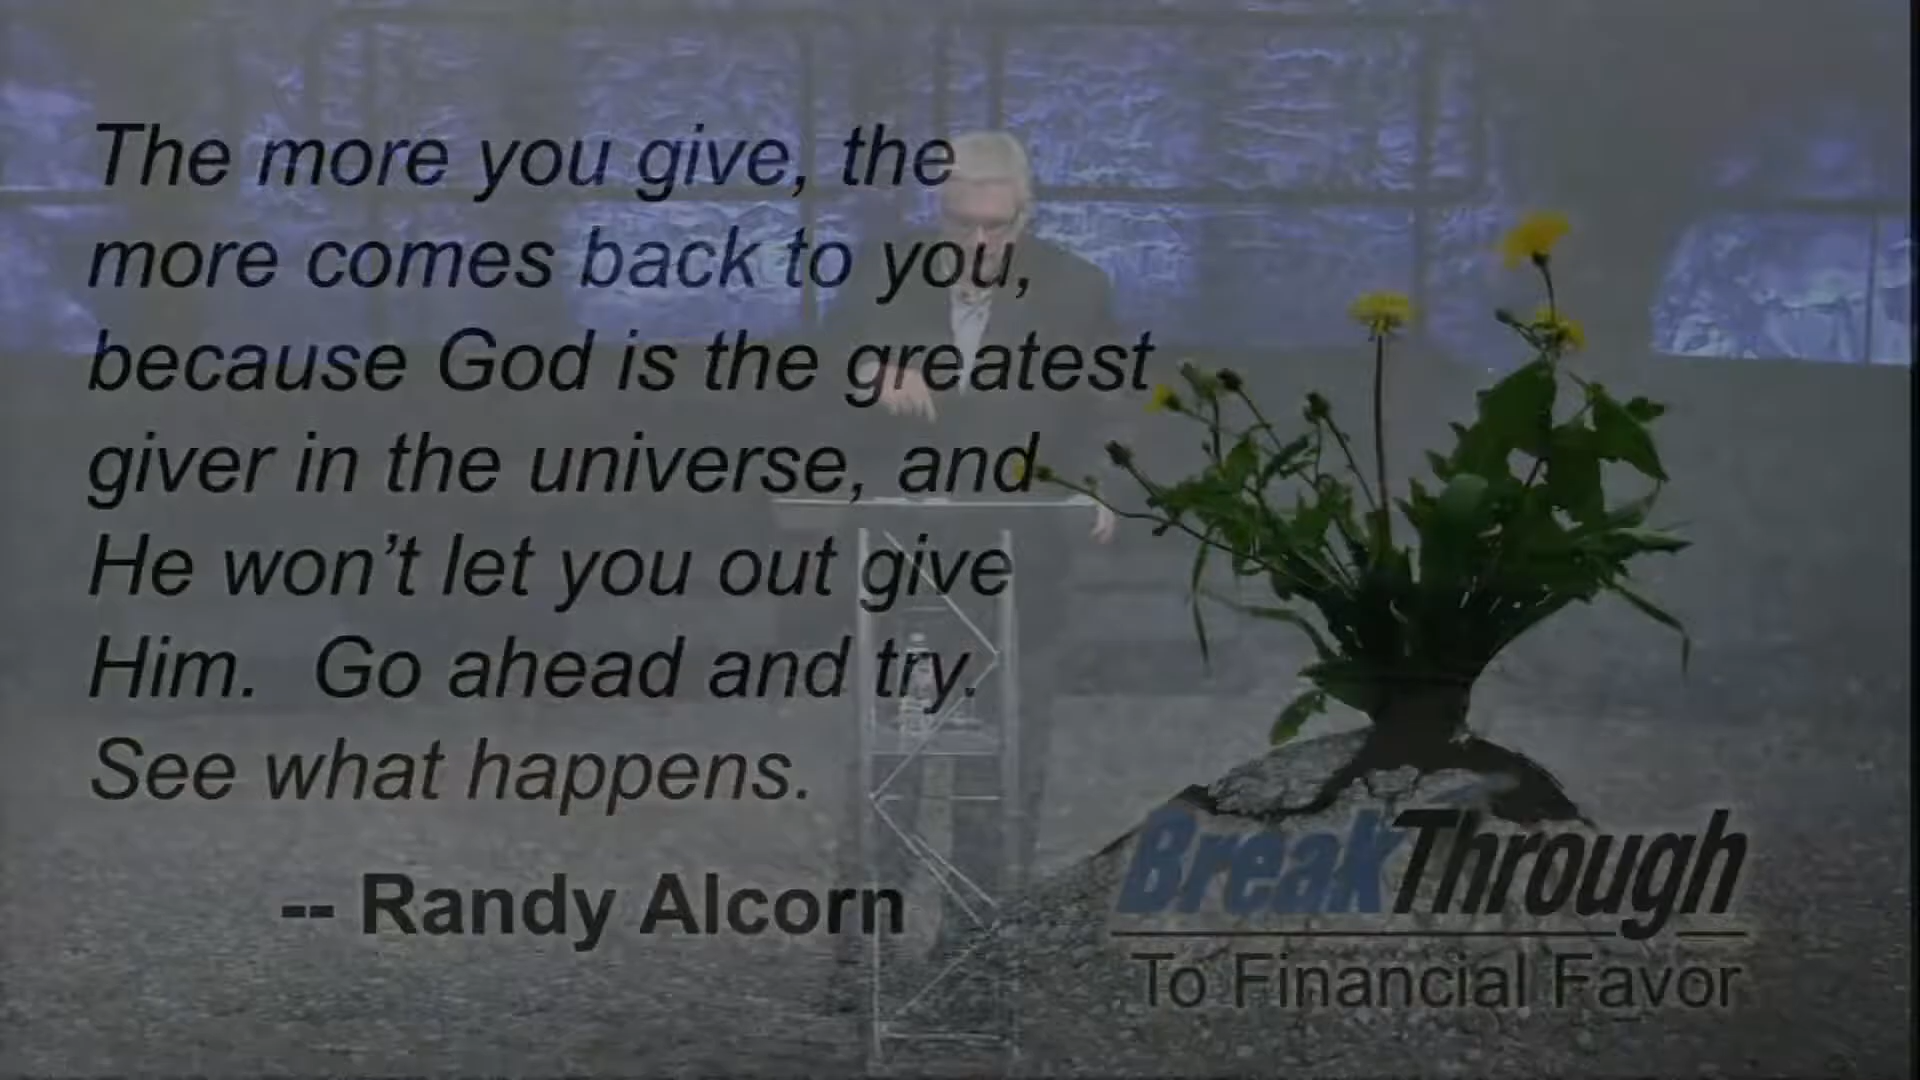 The more you give, the
more comes back to you,
because God is the greatest
giver in the universe, and
He won't let you out give
Him.  Go ahead and try.
See what happens.
-- Randy Alcorn
BreakThrough
To Financial Favor